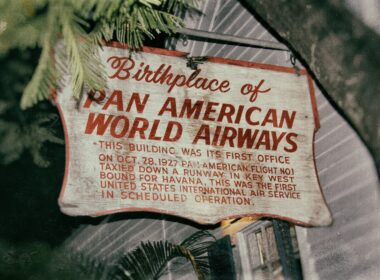 Birthplace of
PAN AMERICAN
WORLD AIRWAYS
"THIS BUILDING WAS ITS FIRST OFFICE
ON OCT. 28, 1927 PAN AMERICAN FLIGHT NO.1
TAXIED DOWN A RUNWAY IN KEY WEST
BOUND FOR HAVANA, THIS WAS THE FIRST
UNITED STATES INTERNATIONAL AIR SERVICE
IN SCHEDULED OPERATION.